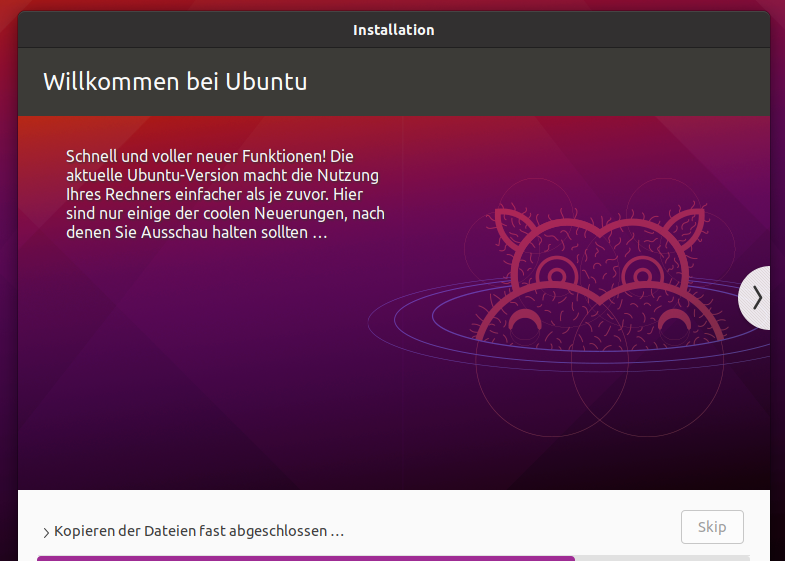 Installation
Willkommen bei Ubuntu
Schnell und voller neuer Funktionen! Die
aktuelle Ubuntu-Version macht die Nutzung
Ihres Rechners einfacher als je zuvor. Hier
sind nur einige der coolen Neuerungen, nach
denen Sie Ausschau halten sollten …
Kopieren der Dateien fast abgeschlossen …
Skip